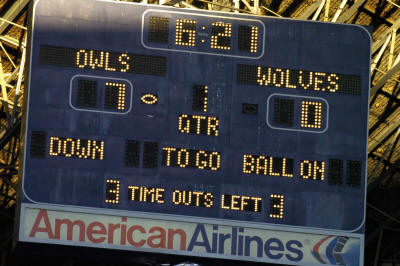 6:21
OWLS WOLVES
7 1 0
QTR
DOWN TO GO BALL ON
3 TIME OUTS LEFT 3
AmericanAirlines